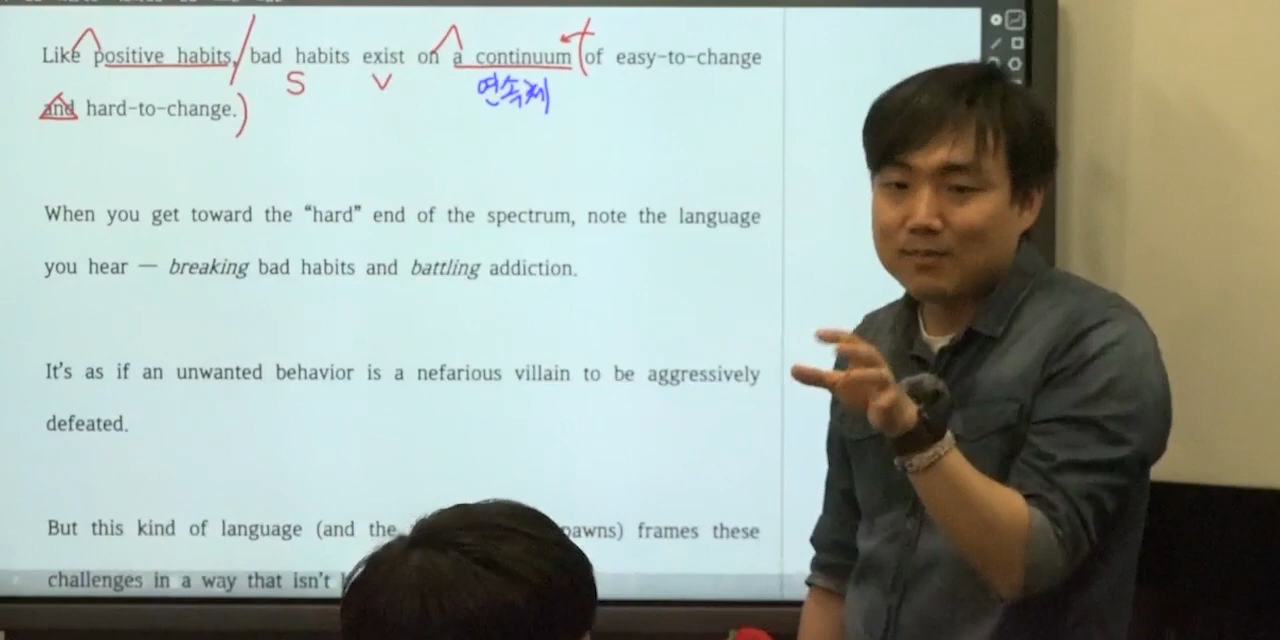 Like positive habits, bad habits exist on a continuum of easy-to-change
S V 연속체
and hard-to-change.
When you get toward the “hard” end of the spectrum, note the language
you hear — breaking bad habits and battling addiction.
It's as if an unwanted behavior is a nefarious villain to be aggressively
defeated.
But this kind of language (and the pawns) frames these
challenges in a way that isn't